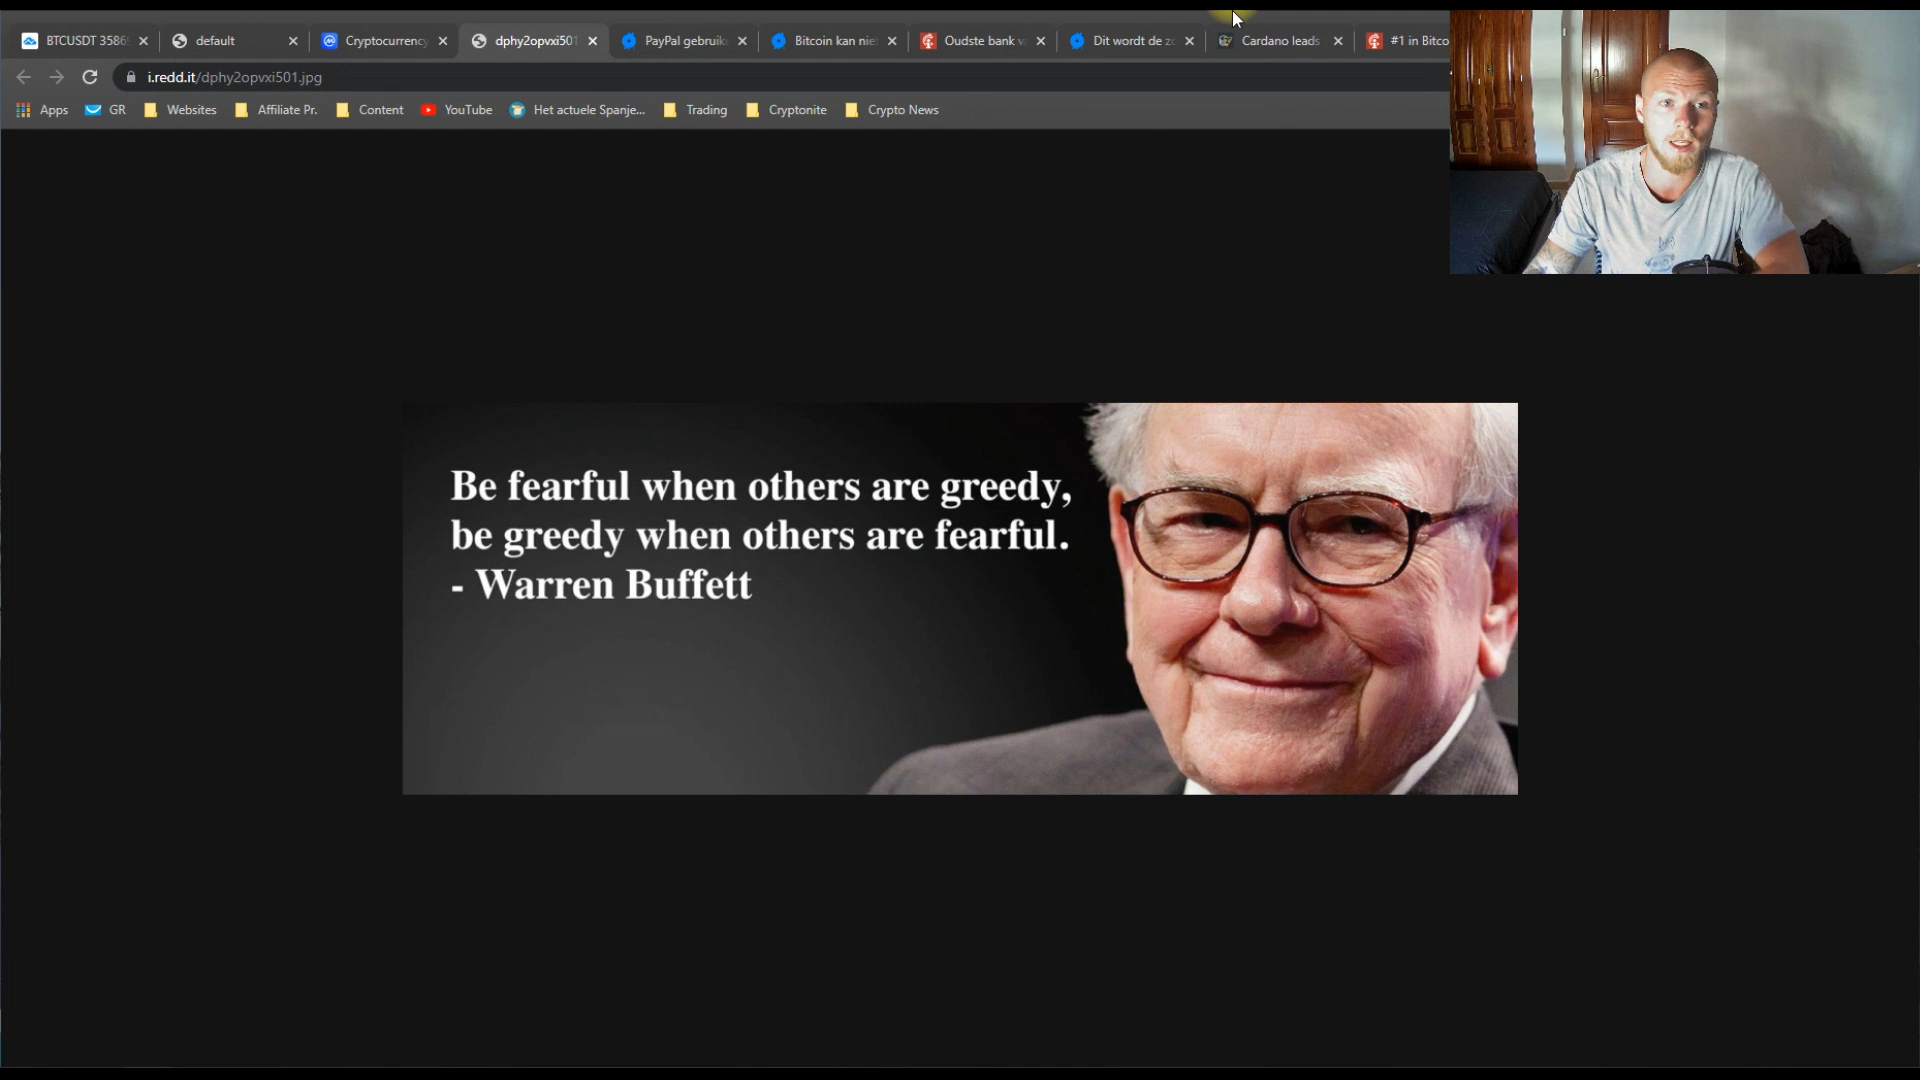 BTCUSDT 3586
default
Cryptocurrency
dphy2opvxi501
PayPal gebruik
Bitcoin kan nie
Oudste bank v
Dit wordt de z
Cardano leads
#1 in Bitco
i.redd.it/dphy2opvxi501.jpg
Apps
GR
Websites
Affiliate Pr.
Content
YouTube
Het actuele Spanje...
Trading
Cryptonite
Crypto News
Be fearful when others are greedy,
be greedy when others are fearful.
- Warren Buffett